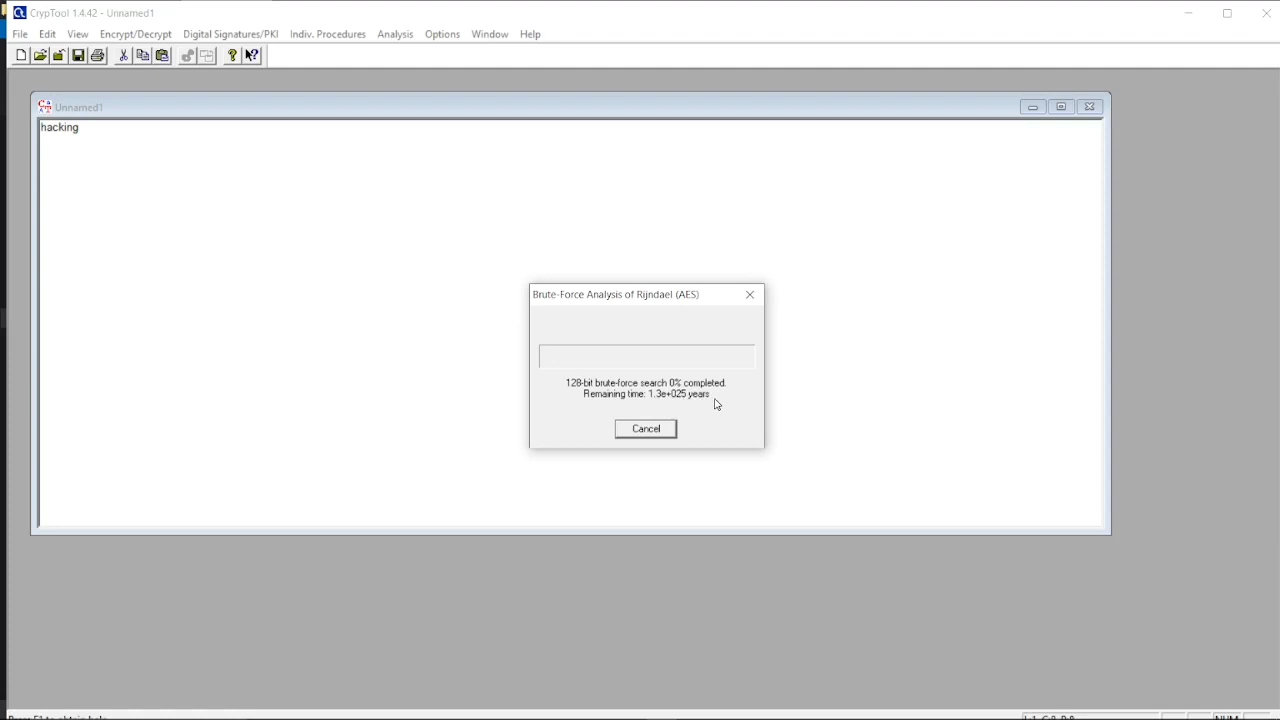 CrypTool 1.4.42 - Unnamed1
File Edit View Encrypt/Decrypt Digital Signatures/PKI Indiv. Procedures Analysis Options Window Help
Unnamed1
hacking
Brute-Force Analysis of Rijndael (AES)
128-bit brute-force search 0% completed.
Remaining time: 1.3e+025 years
Cancel